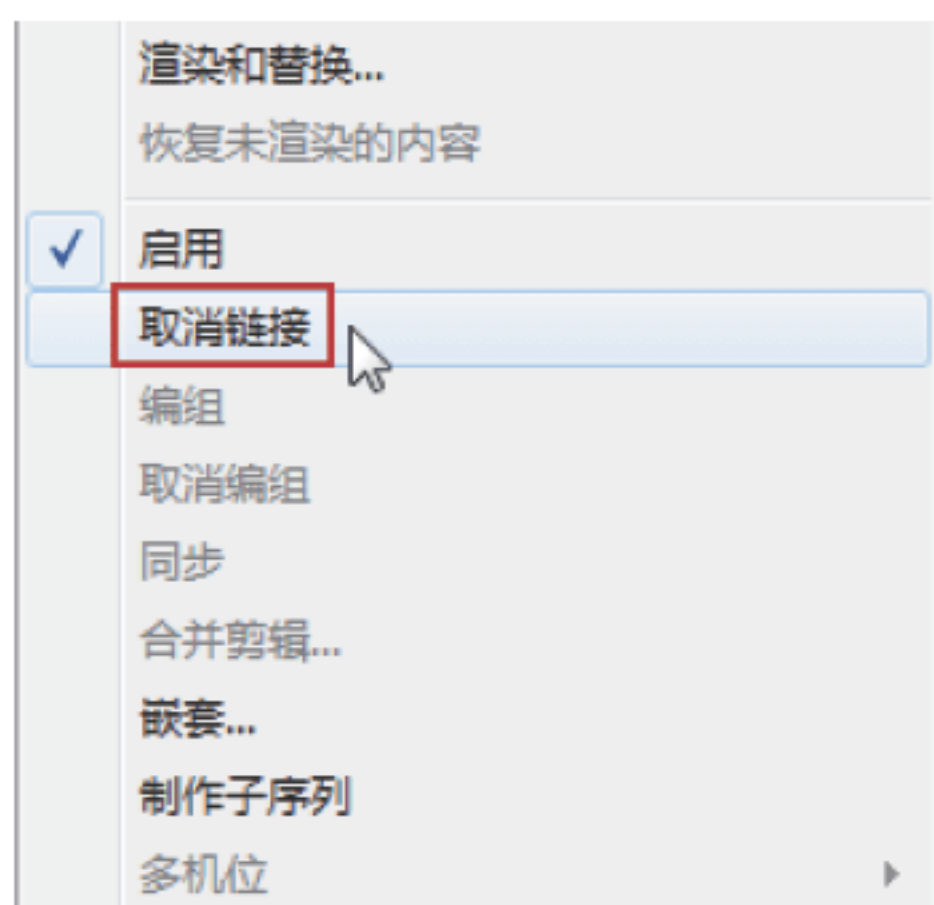 渲染和替换...
恢复未渲染的内容
启用
取消链接
编组
取消编组
同步
合并剪辑...
嵌套...
制作子序列
多机位